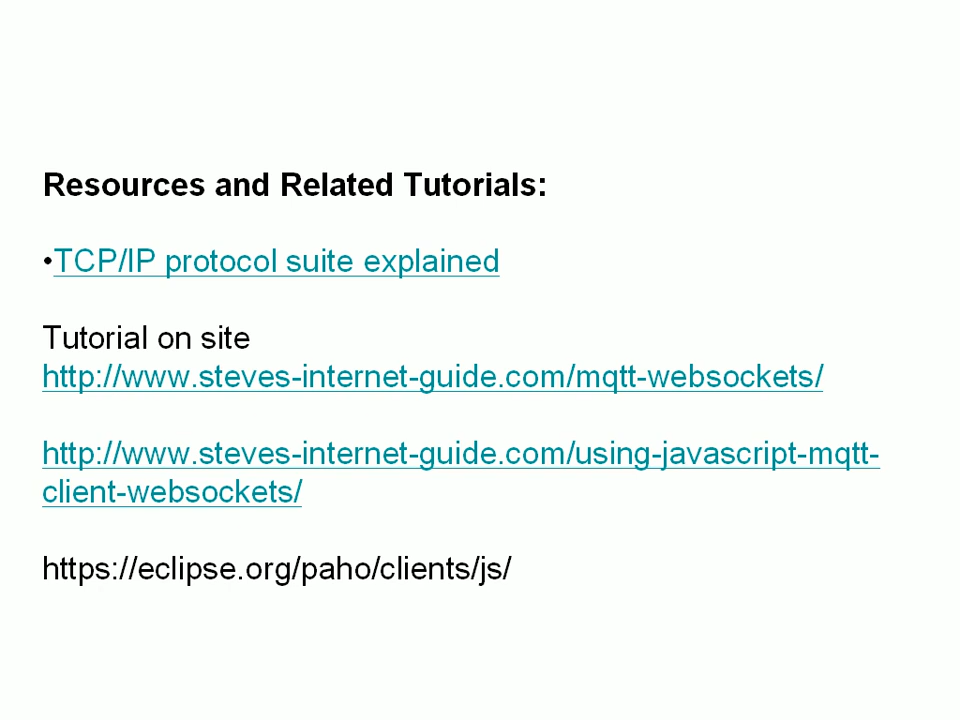 Resources and Related Tutorials:
•TCP/IP protocol suite explained
Tutorial on site
http://www.steves-internet-guide.com/mqtt-websockets/
http://www.steves-internet-guide.com/using-javascript-mqtt-
client-websockets/
https://eclipse.org/paho/clients/js/